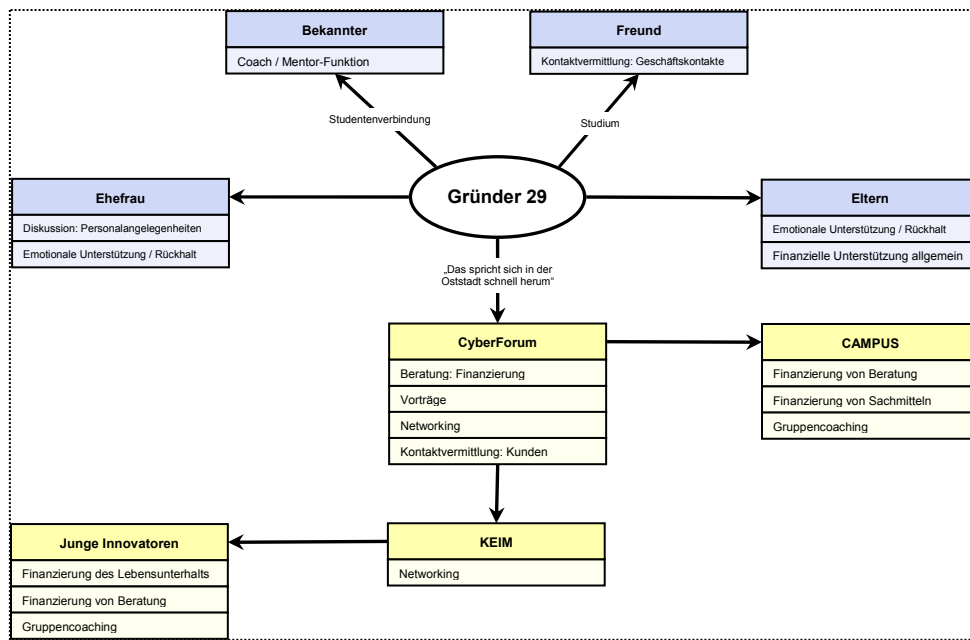 Bekannter
Coach / Mentor-Funktion
Freund
Kontaktvermittlung: Geschäftskontakte
Studentenverbindung
Studium
Ehefrau
Diskussion: Personalangelegenheiten
Emotionale Unterstützung / Rückhalt
Gründer 29
Eltern
Emotionale Unterstützung / Rückhalt
Finanzielle Unterstützung allgemein
„Das spricht sich in der
Oststadt schnell herum“
CyberForum
Beratung: Finanzierung
Vorträge
Networking
Kontaktvermittlung: Kunden
CAMPUS
Finanzierung von Beratung
Finanzierung von Sachmitteln
Gruppencoaching
Junge Innovatoren
Finanzierung des Lebensunterhalts
Finanzierung von Beratung
Gruppencoaching
KEIM
Networking